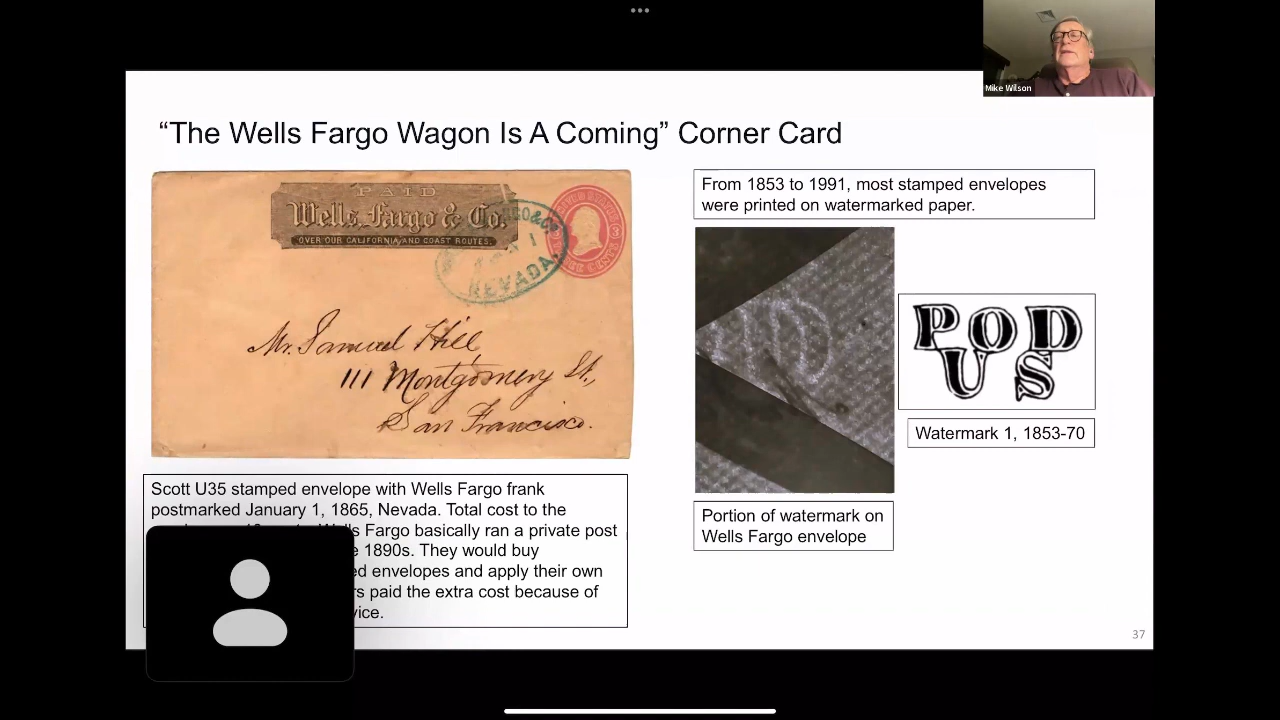 Mike Wilson
“The Wells Fargo Wagon Is A Coming” Corner Card
PAID
Wells, Fargo & Co.
OVER OUR CALIFORNIA AND COAST ROUTES.
GO & CO
1
NEVADA
3
Mr. Samuel Hill
111 Montgomery St.,
San Francisco.
Scott U35 stamped envelope with Wells Fargo frank
postmarked January 1, 1865, Nevada. Total cost to the
Wells Fargo basically ran a private post
1890s. They would buy
envelopes and apply their own
paid the extra cost because of
From 1853 to 1991, most stamped envelopes
were printed on watermarked paper.
POD
US
Watermark 1, 1853-70
Portion of watermark on
Wells Fargo envelope
37